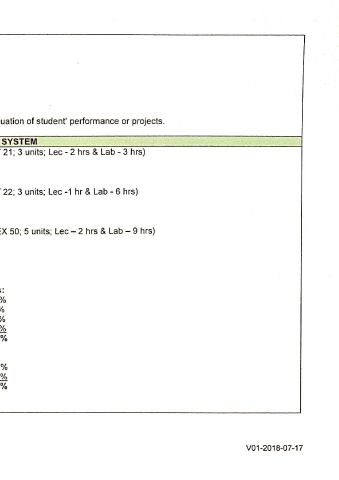 uation of student' performance or projects.
SYSTEM
21; 3 units; Lec - 2 hrs & Lab - 3 hrs)
22; 3 units; Lec -1 hr & Lab - 6 hrs)
EX 50; 5 units; Lec – 2 hrs & Lab – 9 hrs)
s:
%
%
%
%
%
%
%
%
V01-2018-07-17